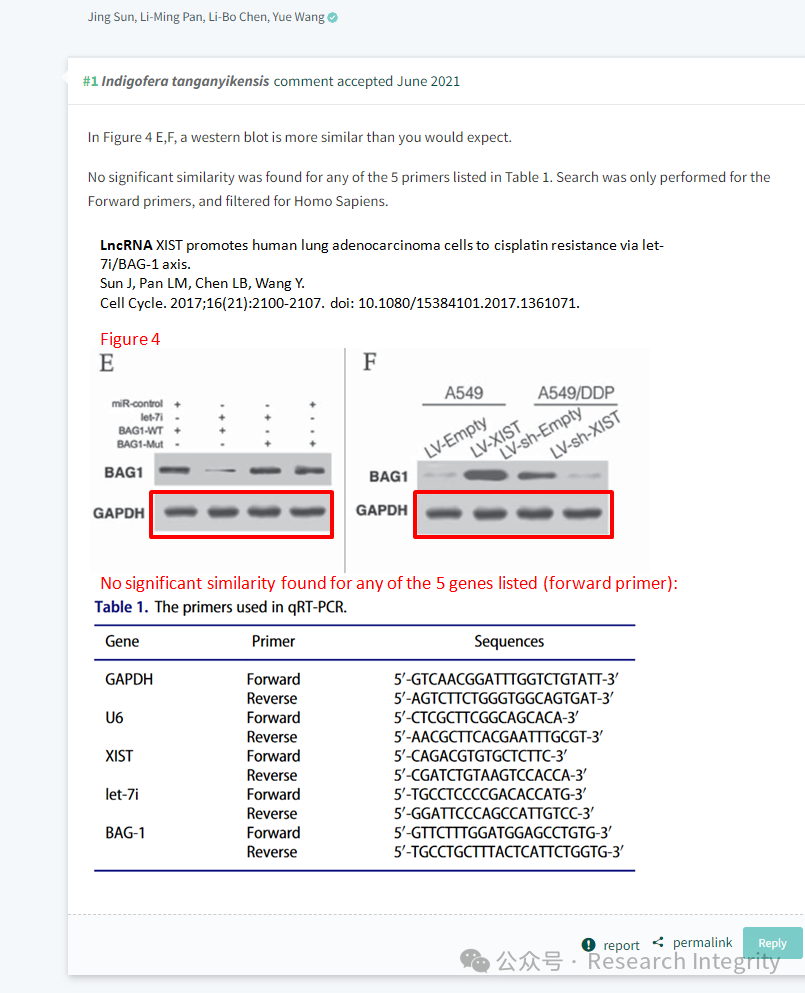 Jing Sun, Li-Ming Pan, Li-Bo Chen, Yue Wang
#1 Indigofera tanganyikensis comment accepted June 2021
In Figure 4 E,F, a western blot is more similar than you would expect.
No significant similarity was found for any of the 5 primers listed in Table 1. Search was only performed for the
Forward primers, and filtered for Homo Sapiens.
LncRNA XIST promotes human lung adenocarcinoma cells to cisplatin resistance via let-
7i/BAG-1 axis.
Sun J, Pan LM, Chen LB, Wang Y.
Cell Cycle. 2017;16(21):2100-2107. doi: 10.1080/15384101.2017.1361071.
Figure 4
E
miR-control + - - +
let-7i - + + -
BAG1-WT + + - -
BAG1-Mut - - + +
BAG1
GAPDH
F
A549 A549/DDP
LV-Empty LV-XIST LV-sh-Empty LV-sh-XIST
BAG1
GAPDH
No significant similarity found for any of the 5 genes listed (forward primer):
Table 1. The primers used in qRT-PCR.
Gene Primer Sequences
GAPDH Forward 5′-GTCAACGGATTTGGTCTGTATT-3′
Reverse 5′-AGTCTTCTGGGTGGCAGTGAT-3′
U6 Forward 5′-CTCGCTTCGGCAGCACA-3′
Reverse 5′-AACGCTTCACGAATTTGCGT-3′
XIST Forward 5′-CAGACGTGTGCTCTTC-3′
Reverse 5′-CGATCTGTAAGTCCACCA-3′
let-7i Forward 5′-TGCCTCCCCGACACCATG-3′
Reverse 5′-GGATTCCCAGCCATTGTCC-3′
BAG-1 Forward 5′-GTTCTTTGGATGGAGCCTGTG-3′
Reverse 5′-TGCCTGCTTTACTCATTCTGGTG-3′
report permalink Reply
公众号 · Research Integrity